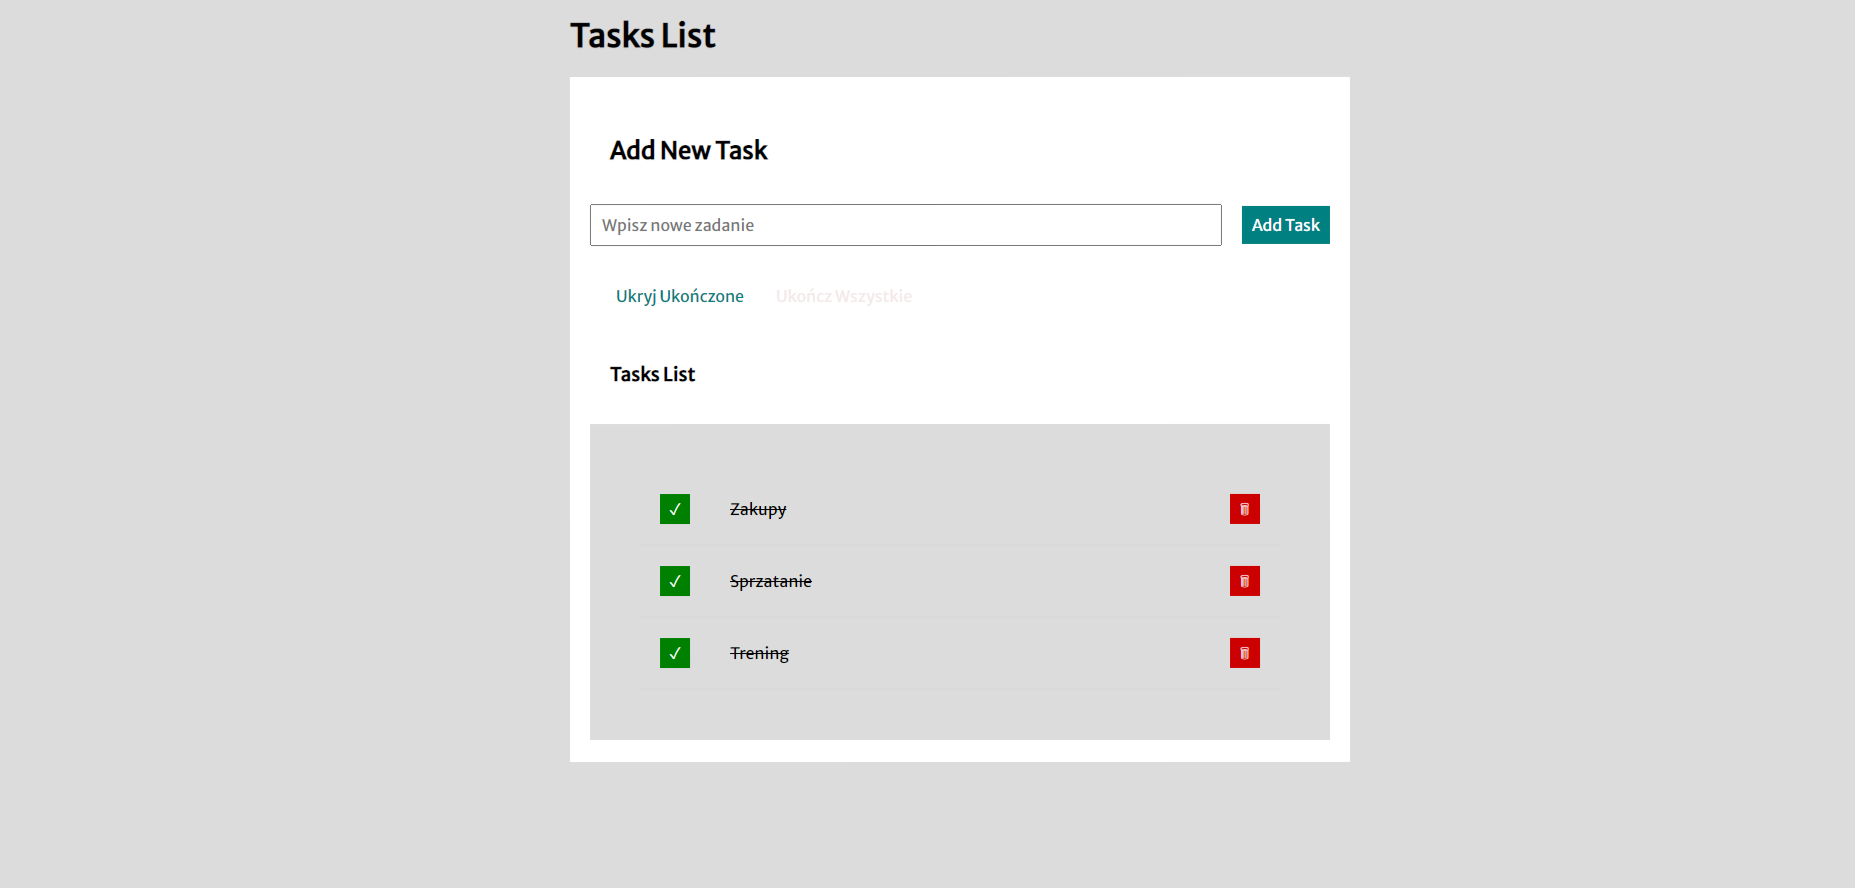 Tasks List
Add New Task
Wpisz nowe zadanie
Add Task
Ukryj Ukończone Ukończ Wszystkie
Tasks List
✓ Zakupy
✓ Sprzatanie
✓ Trening